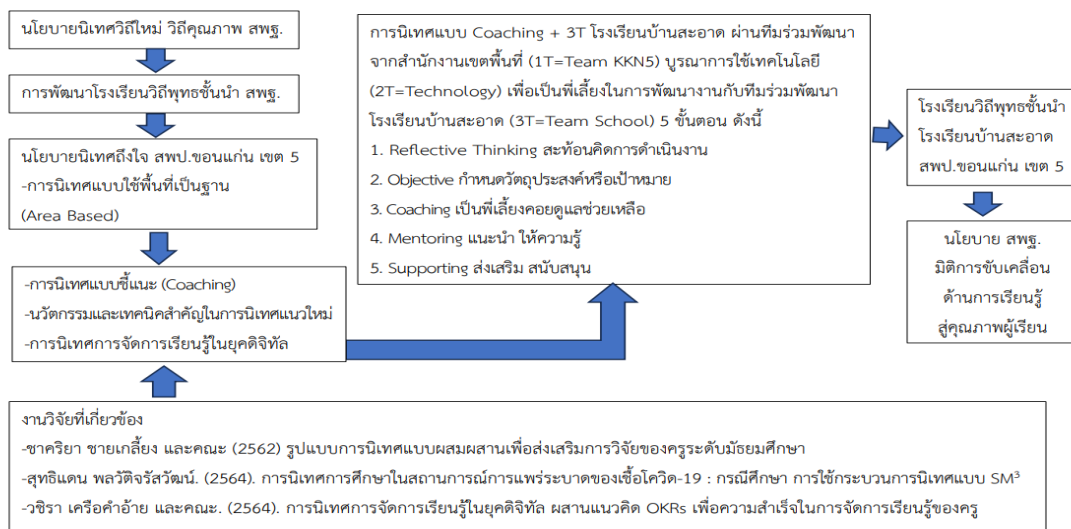 นโยบายนิเทศวิถีใหม่ วิถีคุณภาพ สพฐ.
การพัฒนาโรงเรียนวิถีพุทธชั้นนำ สพฐ.
นโยบายนิเทศถึงใจ สพป.ขอนแก่น เขต 5
-การนิเทศแบบใช้พื้นที่เป็นฐาน
(Area Based)
-การนิเทศแบบชี้แนะ (Coaching)
-นวัตกรรมและเทคนิคสำคัญในการนิเทศแนวใหม่
-การนิเทศการจัดการเรียนรู้ในยุคดิจิทัล
การนิเทศแบบ Coaching + 3T โรงเรียนบ้านสะอาด ผ่านทีมร่วมพัฒนา
จากสำนักงานเขตพื้นที่ (1T=Team KKN5) บูรณาการใช้เทคโนโลยี
(2T=Technology) เพื่อเป็นพี่เลี้ยงในการพัฒนางานกับทีมร่วมพัฒนา
โรงเรียนบ้านสะอาด (3T=Team School) 5 ขั้นตอน ดังนี้
1. Reflective Thinking สะท้อนคิดการดำเนินงาน
2. Objective กำหนดวัตถุประสงค์หรือเป้าหมาย
3. Coaching เป็นพี่เลี้ยงคอยดูแลช่วยเหลือ
4. Mentoring แนะนำ ให้ความรู้
5. Supporting ส่งเสริม สนับสนุน
โรงเรียนวิถีพุทธชั้นนำ
โรงเรียนบ้านสะอาด
สพป.ขอนแก่น เขต 5
นโยบาย สพฐ.
มิติการขับเคลื่อน
ด้านการเรียนรู้
สู่คุณภาพผู้เรียน
งานวิจัยที่เกี่ยวข้อง
-ชาคริยา ชายเกลี้ยง และคณะ (2562) รูปแบบการนิเทศแบบผสมผสานเพื่อส่งเสริมการวิจัยของครูระดับมัธยมศึกษา
-สุทธิแดน พลวัติจรัสวัฒน์. (2564). การนิเทศการศึกษาในสถานการณ์การแพร่ระบาดของเชื้อโควิด-19 : กรณีศึกษา การใช้กระบวนการนิเทศแบบ SM³
-วชิรา เครือคำอ้าย และคณะ. (2564). การนิเทศการจัดการเรียนรู้ในยุคดิจิทัล ผสานแนวคิด OKRs เพื่อความสำเร็จในการจัดการเรียนรู้ของครู